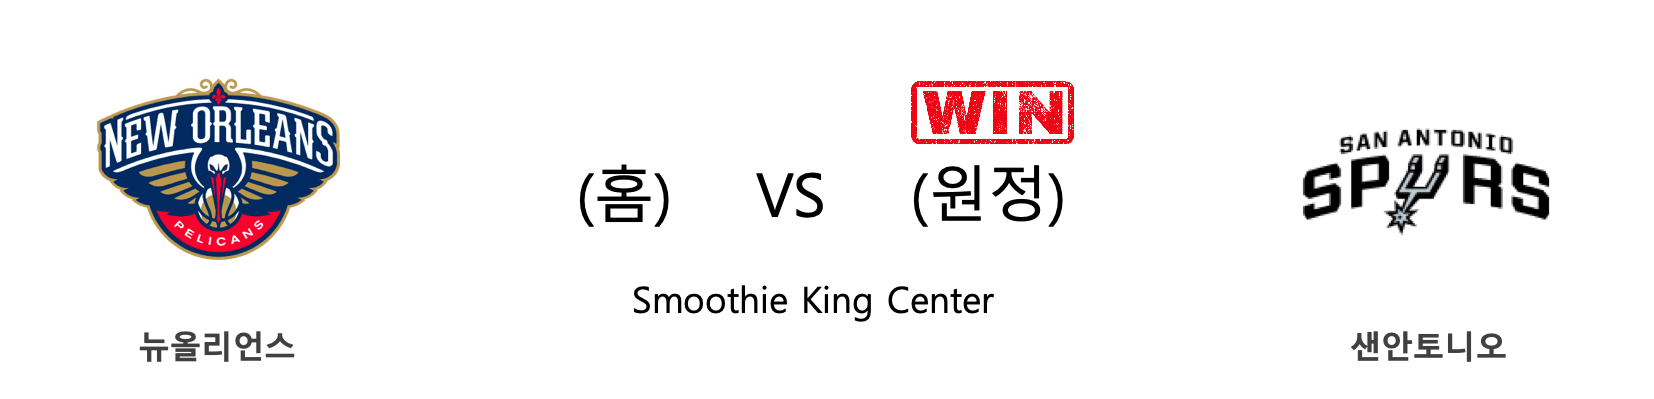 NEW ORLEANS
PELICANS
WIN
(홈) VS (원정)
SAN ANTONIO
SPURS
Smoothie King Center
뉴올리언스
샌안토니오